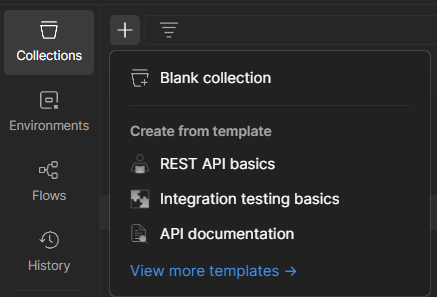 Collections
Environments
Flows
History
Blank collection
Create from template
REST API basics
Integration testing basics
API documentation
View more templates →